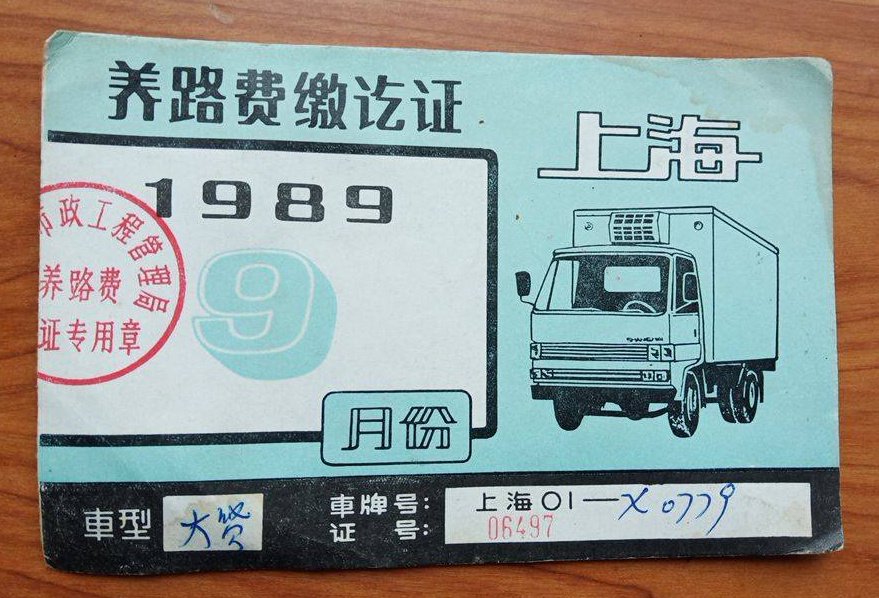 养路费缴讫证
上海
1989
9
月份
市政工程管理局
养路费
证专用章
車型 大货
車牌号: 上海01—X0779
证 号: 06497